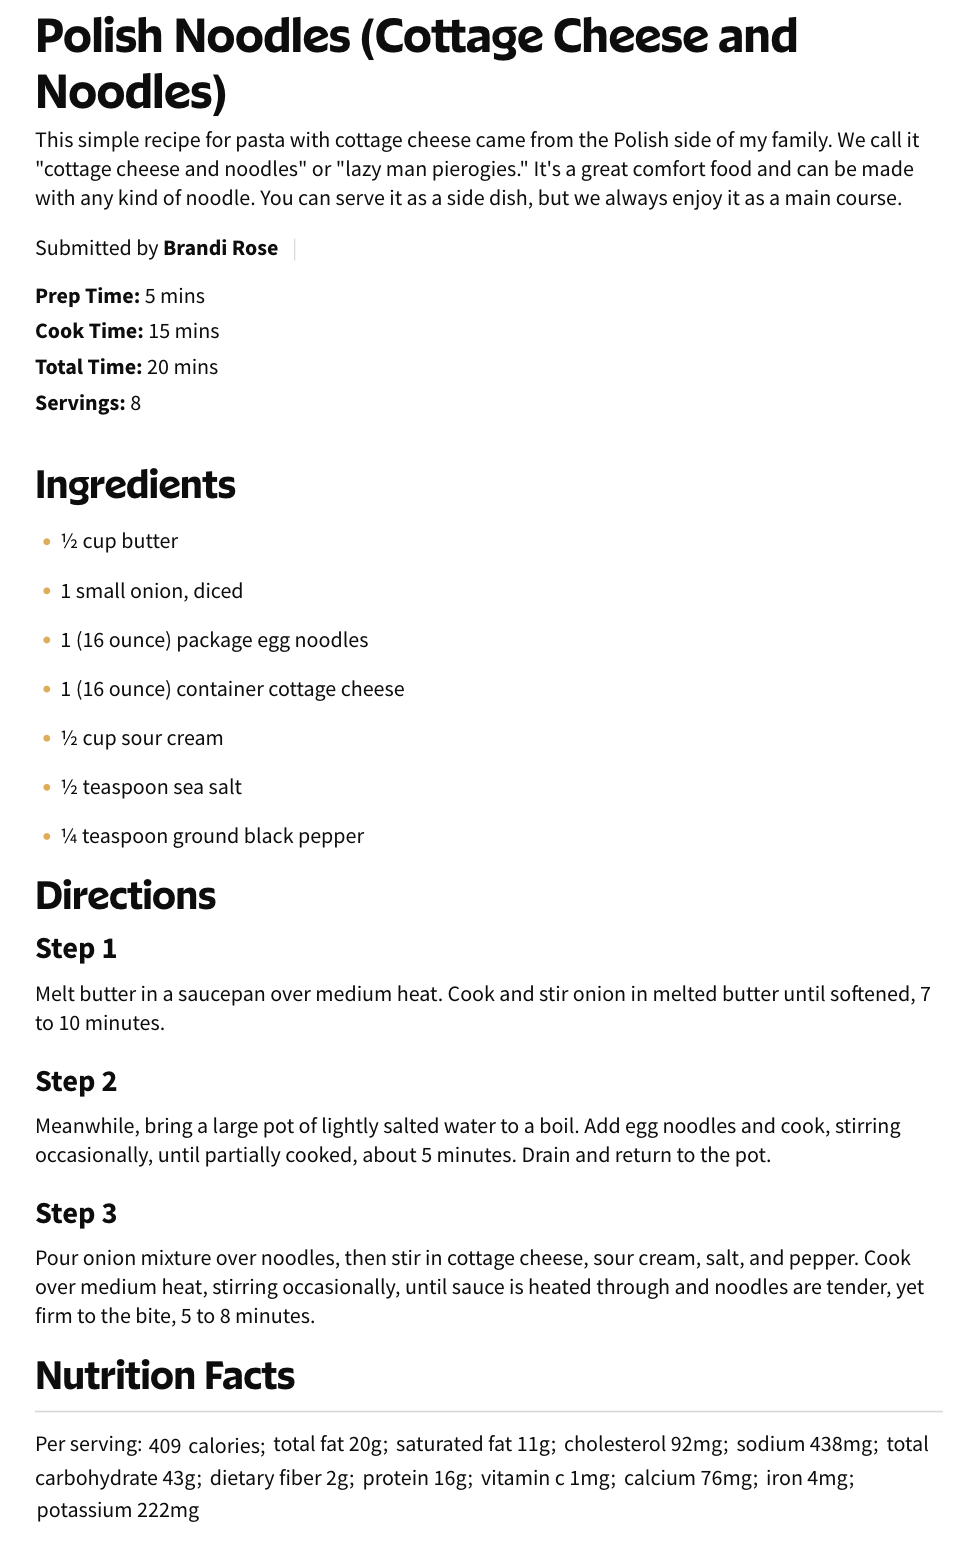 Polish Noodles (Cottage Cheese and
Noodles)
This simple recipe for pasta with cottage cheese came from the Polish side of my family. We call it
"cottage cheese and noodles" or "lazy man pierogies." It's a great comfort food and can be made
with any kind of noodle. You can serve it as a side dish, but we always enjoy it as a main course.
Submitted by Brandi Rose
Prep Time: 5 mins
Cook Time: 15 mins
Total Time: 20 mins
Servings: 8
Ingredients
• ½ cup butter
• 1 small onion, diced
• 1 (16 ounce) package egg noodles
• 1 (16 ounce) container cottage cheese
• ½ cup sour cream
• ½ teaspoon sea salt
• ¼ teaspoon ground black pepper
Directions
Step 1
Melt butter in a saucepan over medium heat. Cook and stir onion in melted butter until softened, 7
to 10 minutes.
Step 2
Meanwhile, bring a large pot of lightly salted water to a boil. Add egg noodles and cook, stirring
occasionally, until partially cooked, about 5 minutes. Drain and return to the pot.
Step 3
Pour onion mixture over noodles, then stir in cottage cheese, sour cream, salt, and pepper. Cook
over medium heat, stirring occasionally, until sauce is heated through and noodles are tender, yet
firm to the bite, 5 to 8 minutes.
Nutrition Facts
Per serving: 409 calories; total fat 20g; saturated fat 11g; cholesterol 92mg; sodium 438mg; total
carbohydrate 43g; dietary fiber 2g; protein 16g; vitamin c 1mg; calcium 76mg; iron 4mg;
potassium 222mg